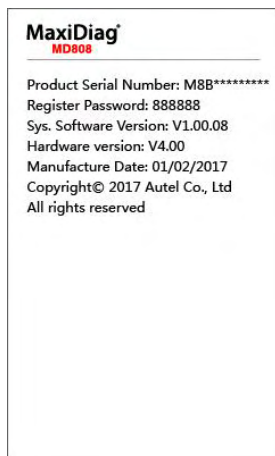 MaxiDiag®
MD808
Product Serial Number: M8B*********
Register Password: 888888
Sys. Software Version: V1.00.08
Hardware version: V4.00
Manufacture Date: 01/02/2017
Copyright© 2017 Autel Co., Ltd
All rights reserved